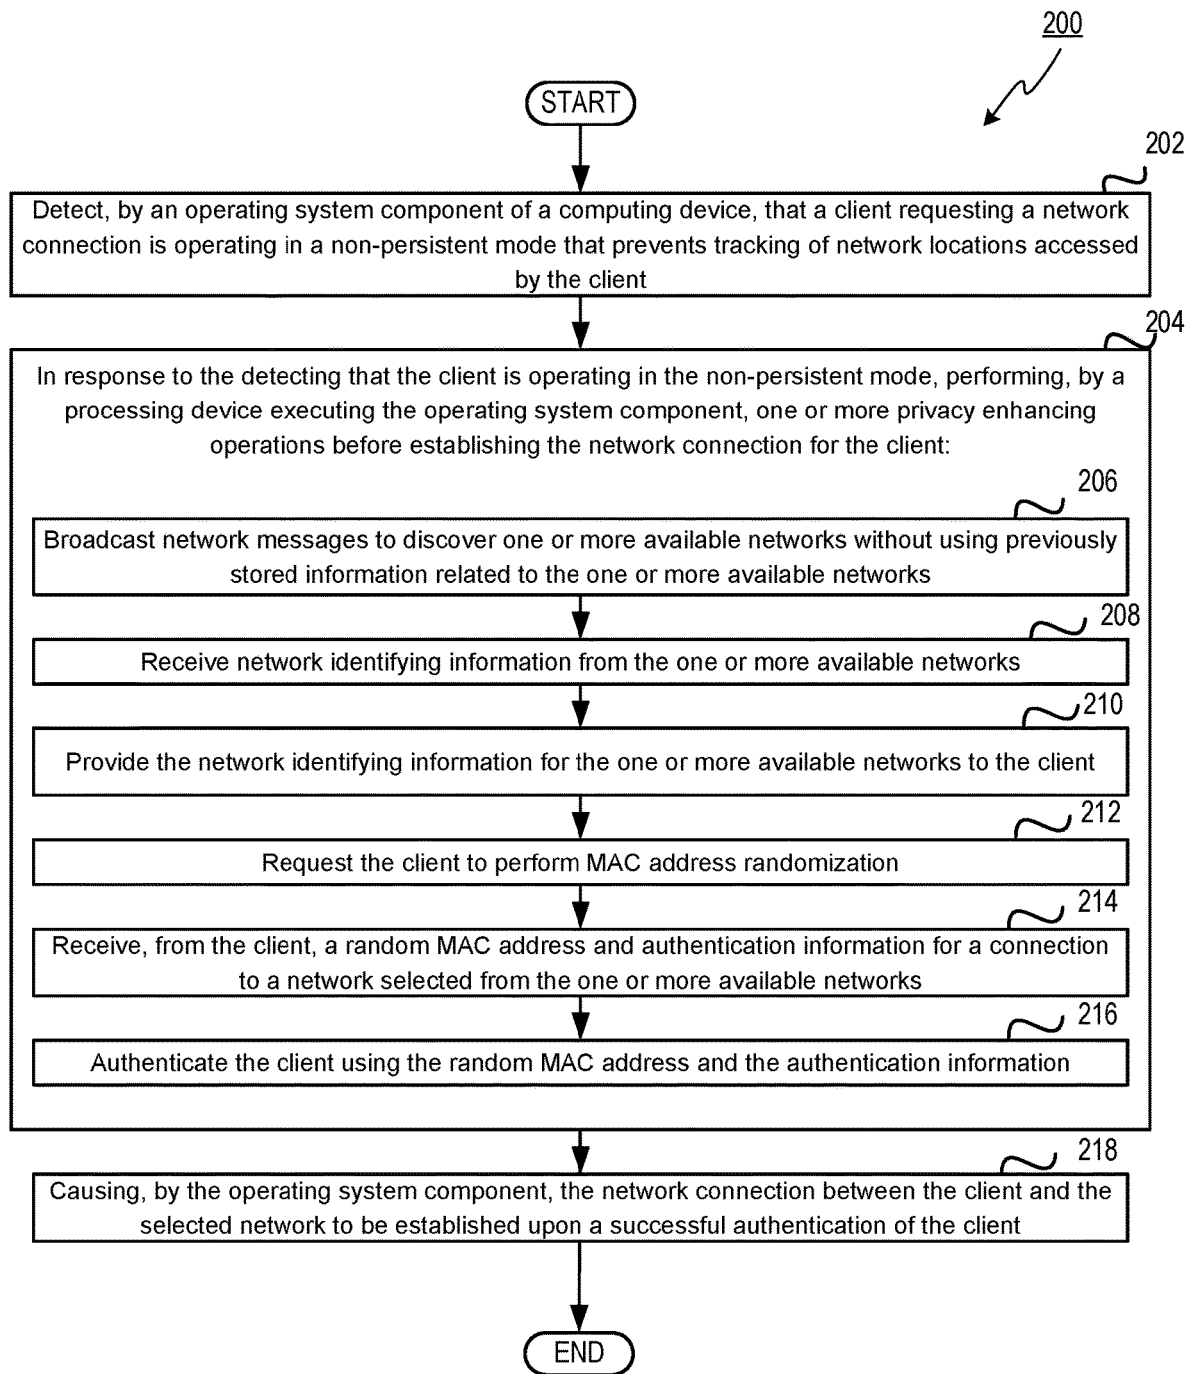 200
START
202
Detect, by an operating system component of a computing device, that a client requesting a network
connection is operating in a non-persistent mode that prevents tracking of network locations accessed
by the client
204
In response to the detecting that the client is operating in the non-persistent mode, performing, by a
processing device executing the operating system component, one or more privacy enhancing
operations before establishing the network connection for the client:
206
Broadcast network messages to discover one or more available networks without using previously
stored information related to the one or more available networks
208
Receive network identifying information from the one or more available networks
210
Provide the network identifying information for the one or more available networks to the client
212
Request the client to perform MAC address randomization
214
Receive, from the client, a random MAC address and authentication information for a connection
to a network selected from the one or more available networks
216
Authenticate the client using the random MAC address and the authentication information
218
Causing, by the operating system component, the network connection between the client and the
selected network to be established upon a successful authentication of the client
END